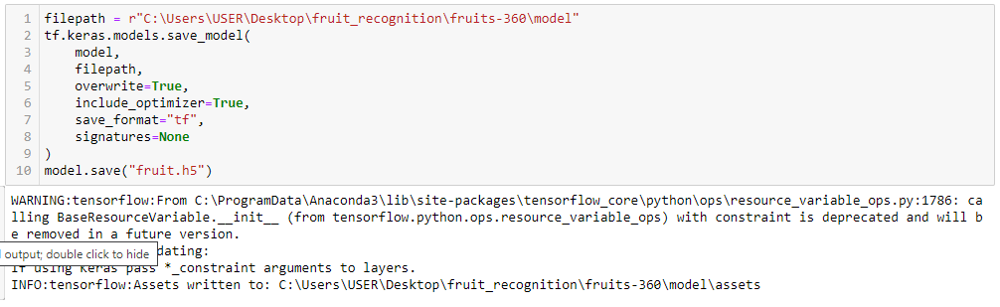 1 filepath = r"C:\Users\USER\Desktop\fruit_recognition\fruits-360\model"
2 tf.keras.models.save_model(
3     model,
4     filepath,
5     overwrite=True,
6     include_optimizer=True,
7     save_format="tf",
8     signatures=None
9 )
10 model.save("fruit.h5")
WARNING:tensorflow:From C:\ProgramData\Anaconda3\lib\site-packages\tensorflow_core\python\ops\resource_variable_ops.py:1786: ca
lling BaseResourceVariable.__init__ (from tensorflow.python.ops.resource_variable_ops) with constraint is deprecated and will b
e removed in a future version.
output; double click to hide dating:
If using Keras pass *_constraint arguments to layers.
INFO:tensorflow:Assets written to: C:\Users\USER\Desktop\fruit_recognition\fruits-360\model\assets